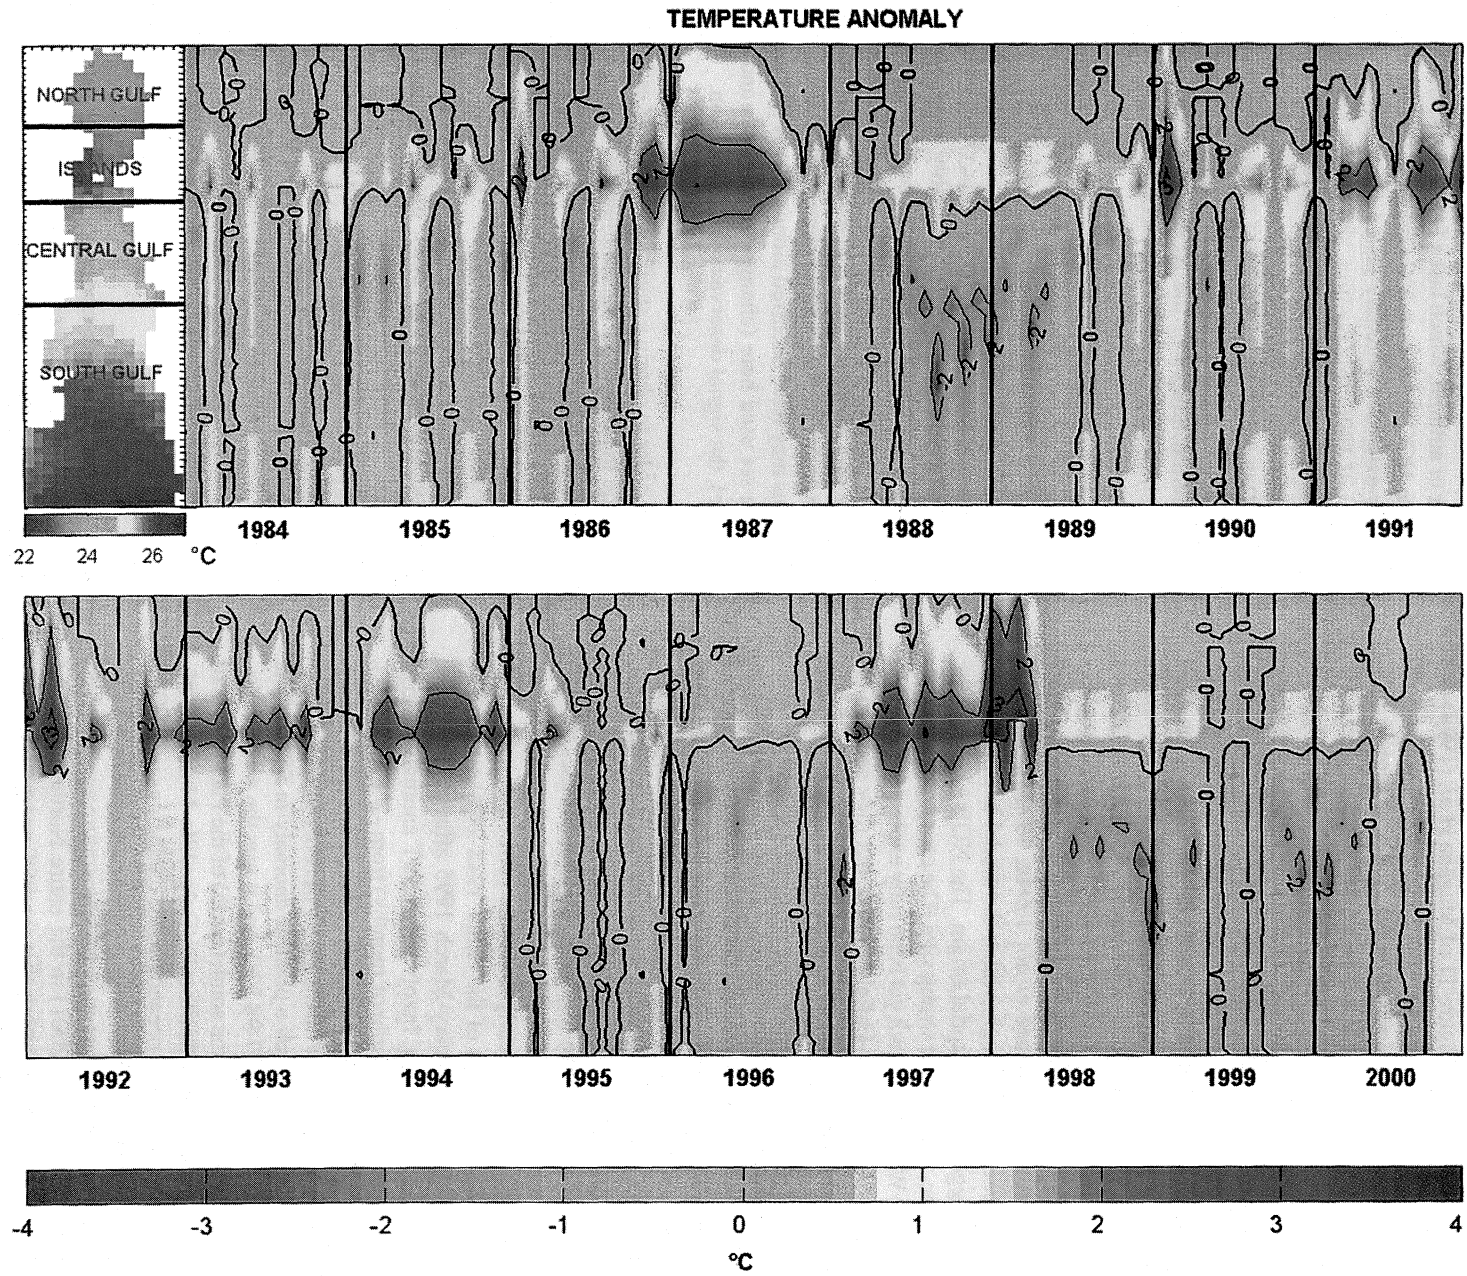 TEMPERATURE ANOMALY
NORTH GULF
ISLANDS
CENTRAL GULF
SOUTH GULF
1984 1985 1986 1987 1988 1989 1990 1991
22 24 26 °C
1992 1993 1994 1995 1996 1997 1998 1999 2000
-4 -3 -2 -1 0 1 2 3 4
°C